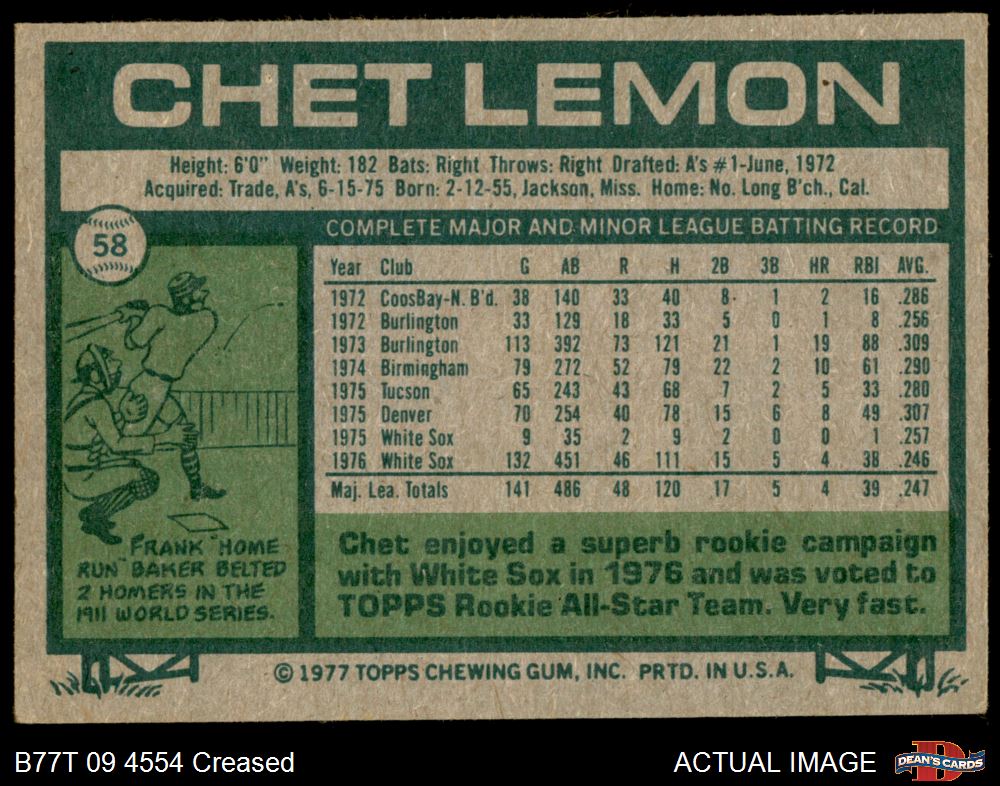 CHET LEMON
Height: 6'0" Weight: 182 Bats: Right Throws: Right Drafted: A's #1-June, 1972
Acquired: Trade, A's, 6-15-75 Born: 2-12-55, Jackson, Miss. Home: No. Long B'ch., Cal.
58
COMPLETE MAJOR AND MINOR LEAGUE BATTING RECORD
Year Club G AB R H 2B 3B HR RBI AVG.
1972 CoosBay-N. B'd. 38 140 33 40 8 1 2 16 .286
1972 Burlington 33 129 18 33 5 0 1 8 .256
1973 Burlington 113 392 73 121 21 1 19 88 .309
1974 Birmingham 79 272 52 79 22 2 10 61 .290
1975 Tucson 65 243 43 68 7 2 5 33 .280
1975 Denver 70 254 40 78 15 6 8 49 .307
1975 White Sox 9 35 2 9 2 0 0 1 .257
1976 White Sox 132 451 46 111 15 5 4 38 .246
Maj. Lea. Totals 141 486 48 120 17 5 4 39 .247
FRANK "HOME
RUN" BAKER BELTED
2 HOMERS IN THE
1911 WORLD SERIES.
Chet enjoyed a superb rookie campaign
with White Sox in 1976 and was voted to
TOPPS Rookie All-Star Team. Very fast.
© 1977 TOPPS CHEWING GUM, INC. PRTD. IN U.S.A.
B77T 09 4554 Creased
ACTUAL IMAGE
D
DEAN'S CARDS